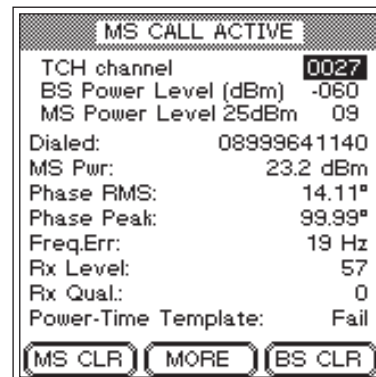 MS CALL ACTIVE
TCH channel 0027
BS Power Level (dBm) -060
MS Power Level 25dBm 09
Dialed: 08999641140
MS Pwr: 23.2 dBm
Phase RMS: 14.11°
Phase Peak: 99.99°
Freq.Err: 19 Hz
Rx Level: 57
Rx Qual.: 0
Power-Time Template: Fail
MS CLR MORE BS CLR